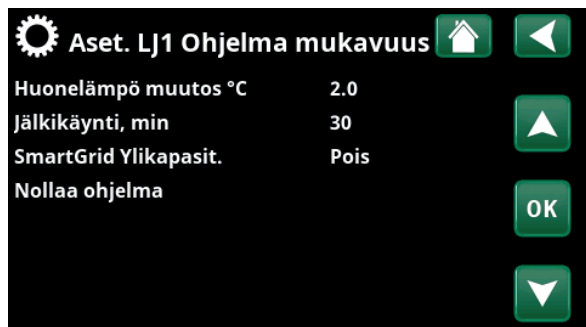 Aset. LJ1 Ohjelma mukavuus
Huonelämpö muutos °C 2.0
Jälkikäynti, min 30
SmartGrid Ylikapasit. Pois
Nollaa ohjelma
OK